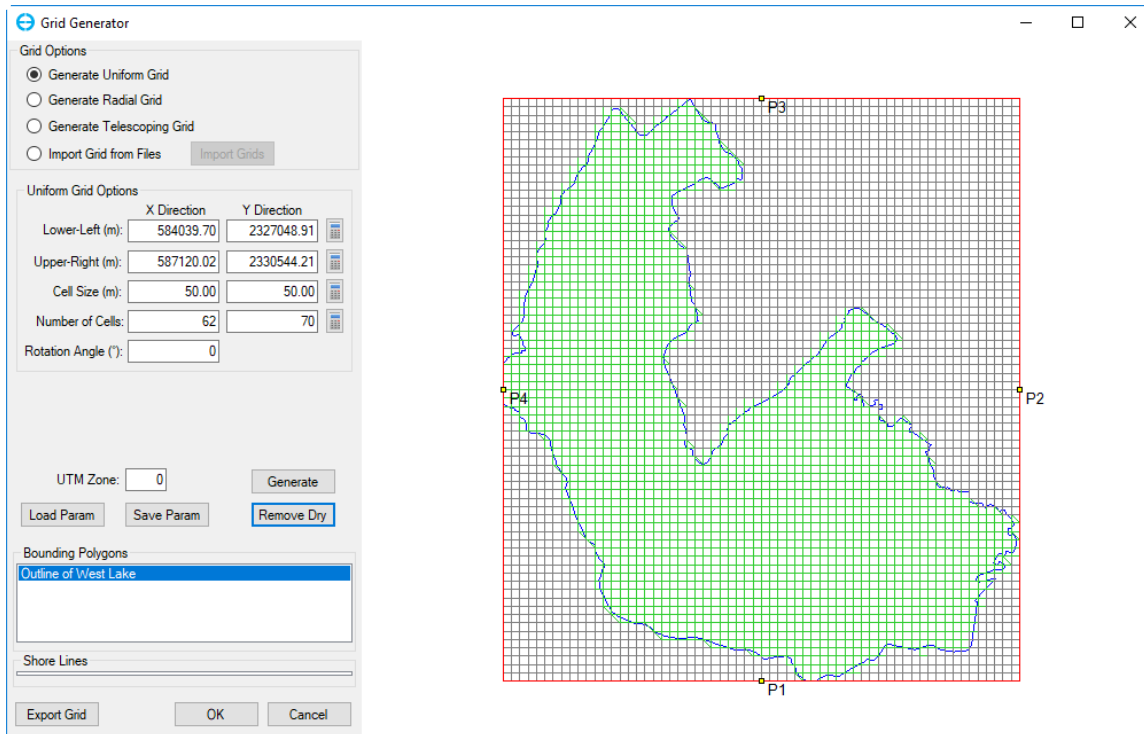 Grid Generator
Grid Options
Generate Uniform Grid
Generate Radial Grid
Generate Telescoping Grid
Import Grid from Files Import Grids
Uniform Grid Options
X Direction Y Direction
Lower-Left (m): 584039.70 2327048.91
Upper-Right (m): 587120.02 2330544.21
Cell Size (m): 50.00 50.00
Number of Cells: 62 70
Rotation Angle (°): 0
UTM Zone: 0 Generate
Load Param Save Param Remove Dry
Bounding Polygons
Outline of West Lake
Shore Lines
Export Grid OK Cancel
P3
P4
P2
P1